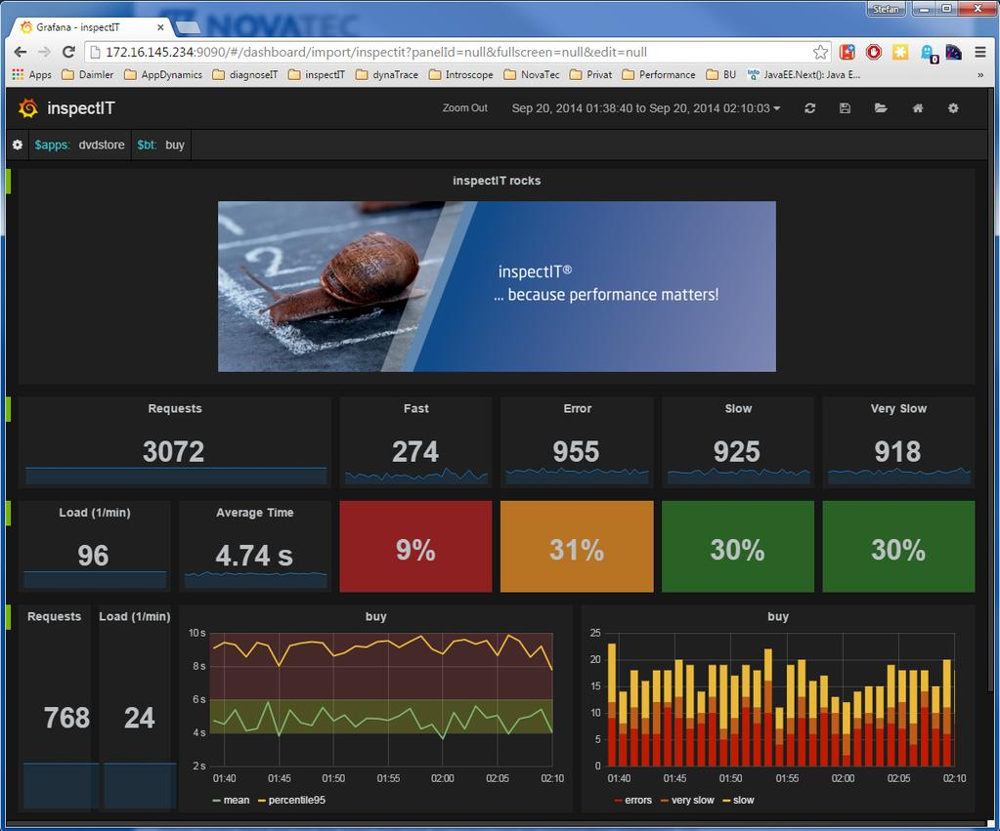 Stefan
NOVATEC
Grafana - inspectIT
172.16.145.234:9090/#/dashboard/import/inspectit?panelId=null&fullscreen=null&edit=null
0
Apps Daimler AppDynamics diagnoseIT inspectIT dynaTrace Introscope NovaTec Privat Performance BU JavaEE.Next(): Java E... »
inspectIT Zoom Out Sep 20, 2014 01:38:40 to Sep 20, 2014 02:10:03
$apps: dvdstore $bt: buy
inspectIT rocks
2
inspectIT®
... because performance matters!
Requests Fast Error Slow Very Slow
3072 274 955 925 918
Load (1/min) Average Time
96 4.74 s 9% 31% 30% 30%
Requests Load (1/min) buy buy
768 24
10 s
8 s
6 s
4 s
2 s
01:40 01:45 01:50 01:55 02:00 02:05 02:10
mean percentile95
25
20
15
10
5
0
01:40 01:45 01:50 01:55 02:00 02:05 02:10
errors very slow slow